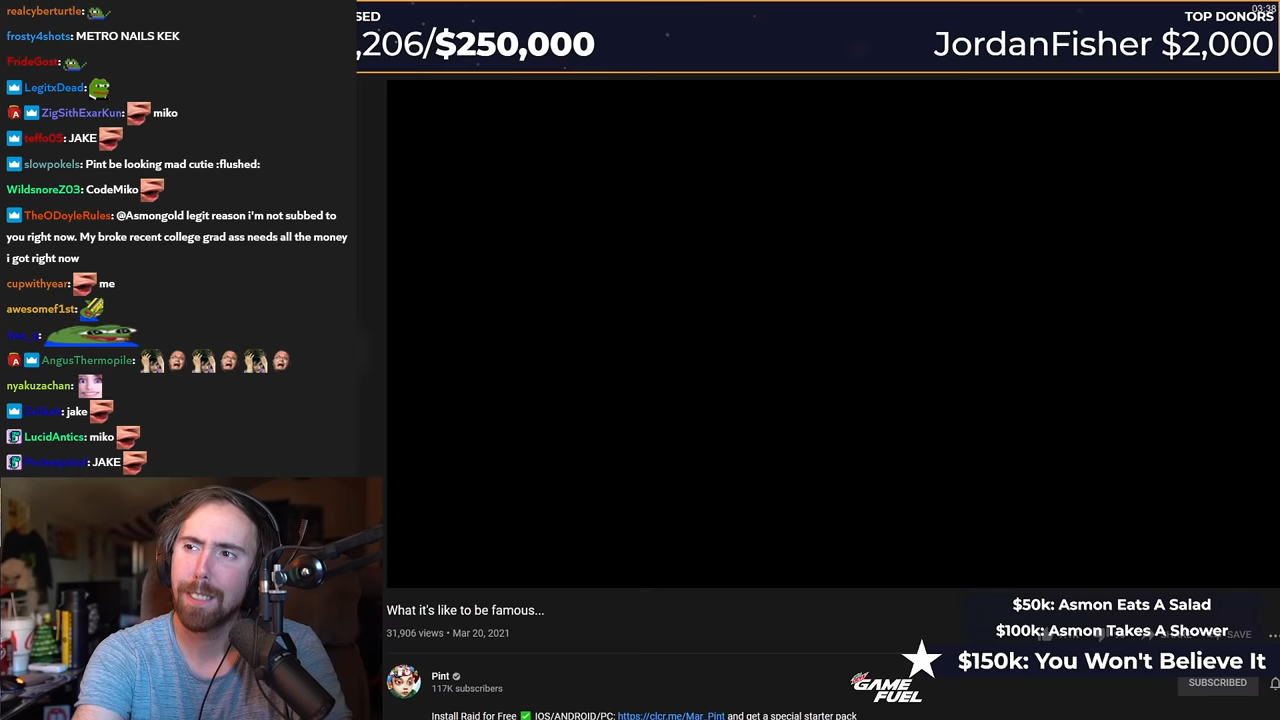 realcyberturtle:
frosty4shots: METRO NAILS KEK
FrideGost:
LegitxDead:
ZigSithExarKun: miko
teffo05: JAKE
slowpokels: Pint be looking mad cutie :flushed:
WildsnoreZ03: CodeMiko
TheODoyleRules: @Asmongold legit reason i'm not subbed to
you right now. My broke recent college grad ass needs all the money
i got right now
cupwithyear: me
awesomef1st:
AngusThermopile:
nyakuzachan:
jake
LucidAntics: miko
JAKE
SED
,206/$250,000
03:38
TOP DONORS
JordanFisher $2,000
What it's like to be famous...
31,906 views • Mar 20, 2021
SAVE
$50k: Asmon Eats A Salad
$100k: Asmon Takes A Shower
$150k: You Won't Believe It
Pint
117K subscribers
GAME
FUEL
SUBSCRIBED
Install Raid for Free ✅ IOS/ANDROID/PC: https://clcr.me/Mar_Pint and get a special starter pack